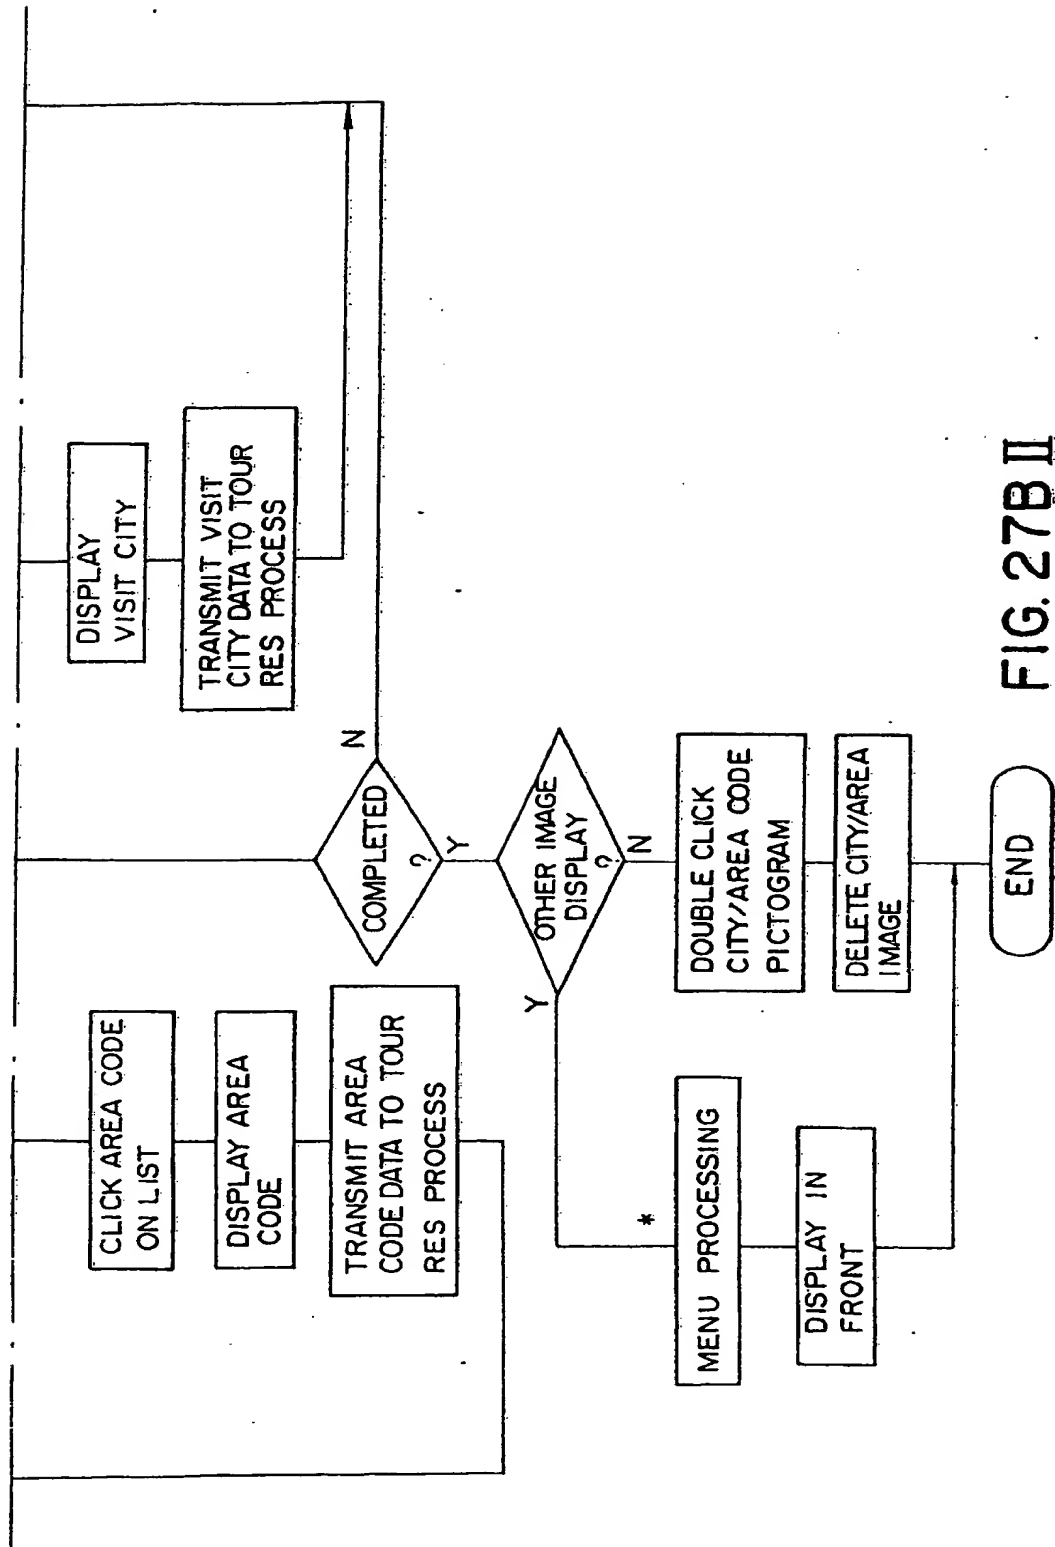 CLICK AREA CODE
ON LIST
DISPLAY AREA
CODE
TRANSMIT AREA
CODE DATA TO TOUR
RES PROCESS
DISPLAY
VISIT CITY
TRANSMIT VISIT
CITY DATA TO TOUR
RES PROCESS
COMPLETED
?
N
Y
OTHER IMAGE
DISPLAY
?
Y
N
*
MENU PROCESSING
DISPLAY IN
FRONT
DOUBLE CLICK
CITY/AREA CODE
PICTOGRAM
DELETE CITY/AREA
IMAGE
END
FIG. 27B II